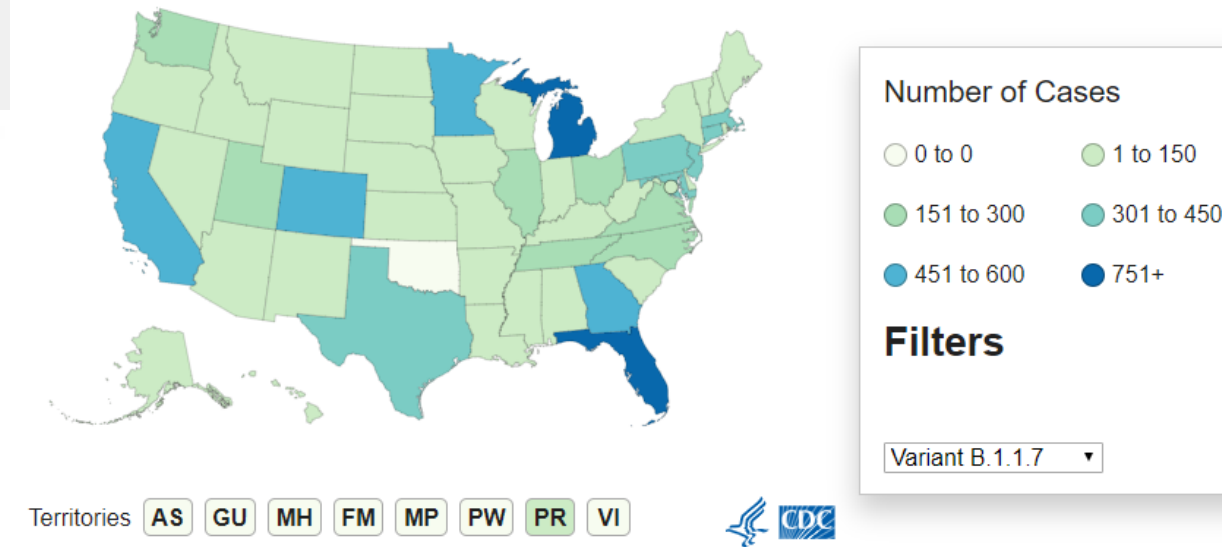 Number of Cases
0 to 0
1 to 150
151 to 300
301 to 450
451 to 600
751+
Filters
Variant B.1.1.7
Territories AS GU MH FM MP PW PR VI
CDC